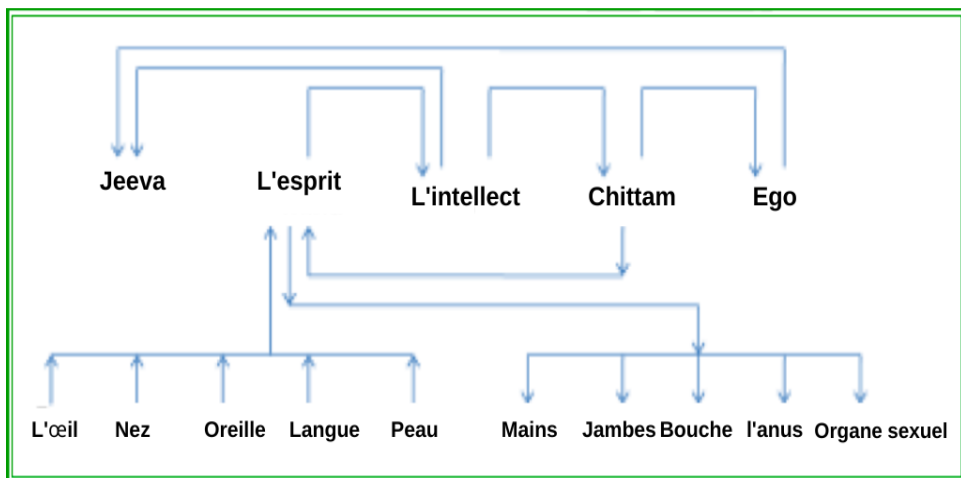 Jeeva
L'esprit
L'intellect
Chittam
Ego
L'œil
Nez
Oreille
Langue
Peau
Mains
Jambes
Bouche
l'anus
Organe sexuel